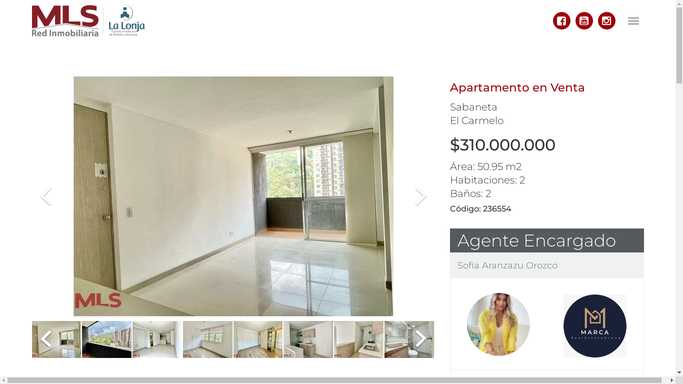 MLS
Red Inmobiliaria
La Lonja
Apartamento en Venta
Sabaneta
El Carmelo
$310.000.000
Área: 50.95 m2
Habitaciones: 2
Baños: 2
Código: 236554
MLS
Agente Encargado
Sofia Aranzazu Orozco
MARCA